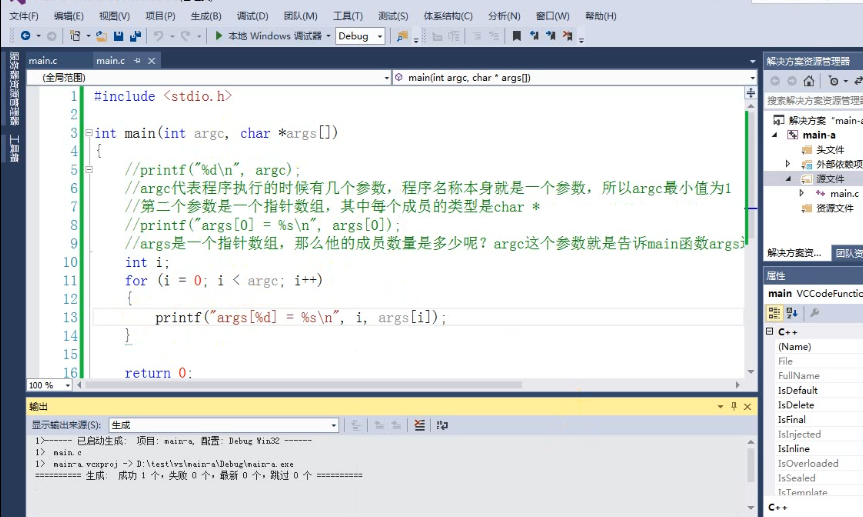 文件(F) 编辑(E) 视图(V) 项目(P) 生成(B) 调试(D) 团队(M) 工具(T) 测试(S) 体系结构(C) 分析(N) 窗口(W) 帮助(H)
本地 Windows 调试器 Debug
main.c main.c
(全局范围) main(int argc, char * args[])
1 #include <stdio.h>
2
3 int main(int argc, char *args[])
4 {
5 //printf("%d\n", argc);
6 //argc代表程序执行的时候有几个参数，程序名称本身就是一个参数，所以argc最小值为1
7 //第二个参数是一个指针数组，其中每个成员的类型是char *
8 //printf("args[0] = %s\n", args[0]);
9 //args是一个指针数组，那么他的成员数量是多少呢？argc这个参数就是告诉main函数args
10 int i;
11 for (i = 0; i < argc; i++)
12 {
13 printf("args[%d] = %s\n", i, args[i]);
14 }
15
16 return 0;
100 %
输出
显示输出来源(S): 生成
1>------ 已启动生成: 项目: main-a, 配置: Debug Win32 ------
1> main.c
1> main-a.vcxproj -> D:\test\vs\main-a\Debug\main-a.exe
========== 生成: 成功 1 个，失败 0 个，最新 0 个，跳过 0 个 ==========
解决方案资源管理器
搜索解决方案资源管理器
解决方案 "main-a
main-a
头文件
外部依赖项
源文件
main.c
资源文件
解决方案资... 团队资
属性
main VCCodeFunctio
C++
(Name)
File
FullName
IsDefault
IsDelete
IsFinal
IsInjected
IsInline
IsOverloaded
IsSealed
IsTemplate
C++